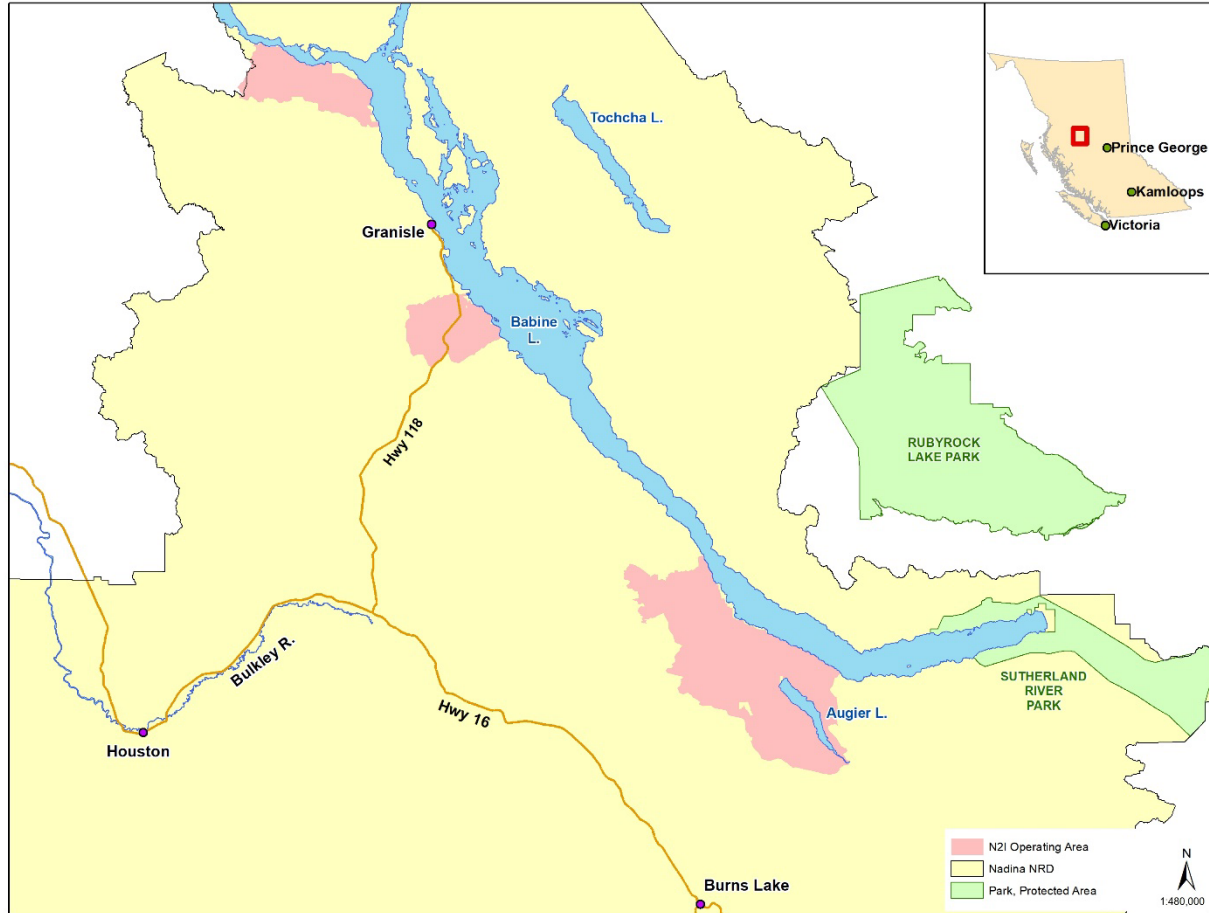 Tochcha L.
Prince George
Kamloops
Victoria
Granisle
Babine
L.
Hwy 118
RUBYROCK
LAKE PARK
Bulkley R.
Hwy 16
SUTHERLAND
RIVER
PARK
Augier L.
Houston
Burns Lake
N2I Operating Area
Nadina NRD
Park, Protected Area
N
1:480,000